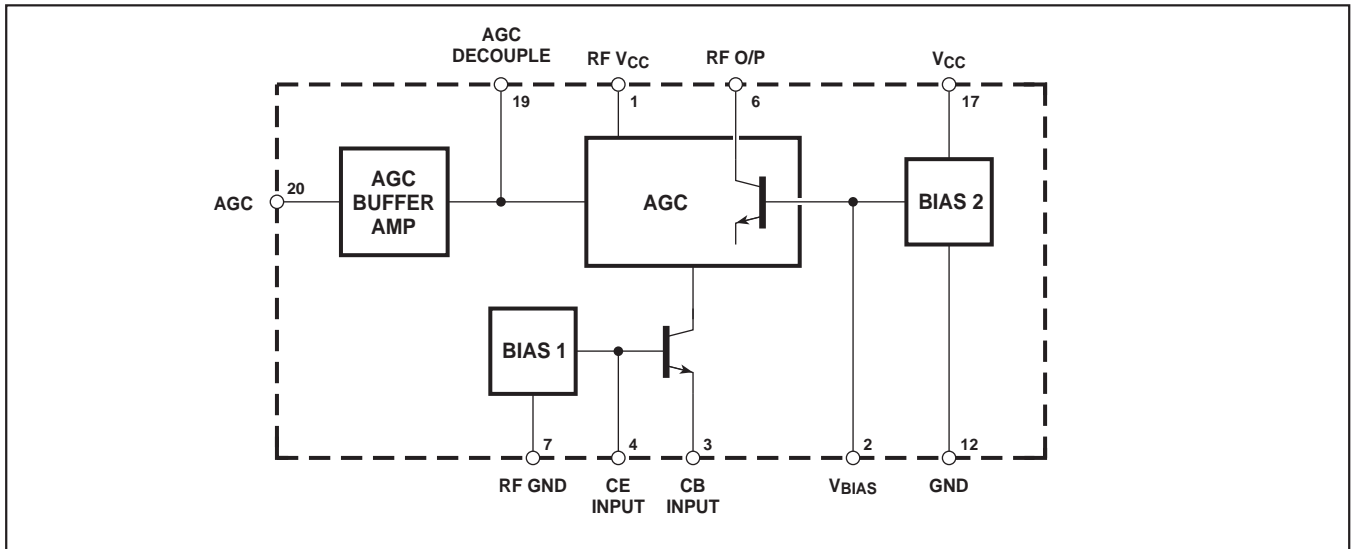 AGC
DECOUPLE
RF VCC
RF O/P
VCC
19
1
6
17
20
AGC
AGC
BUFFER
AMP
AGC
BIAS 2
BIAS 1
7
4
3
2
12
RF GND
CE
INPUT
CB
INPUT
VBIAS
GND